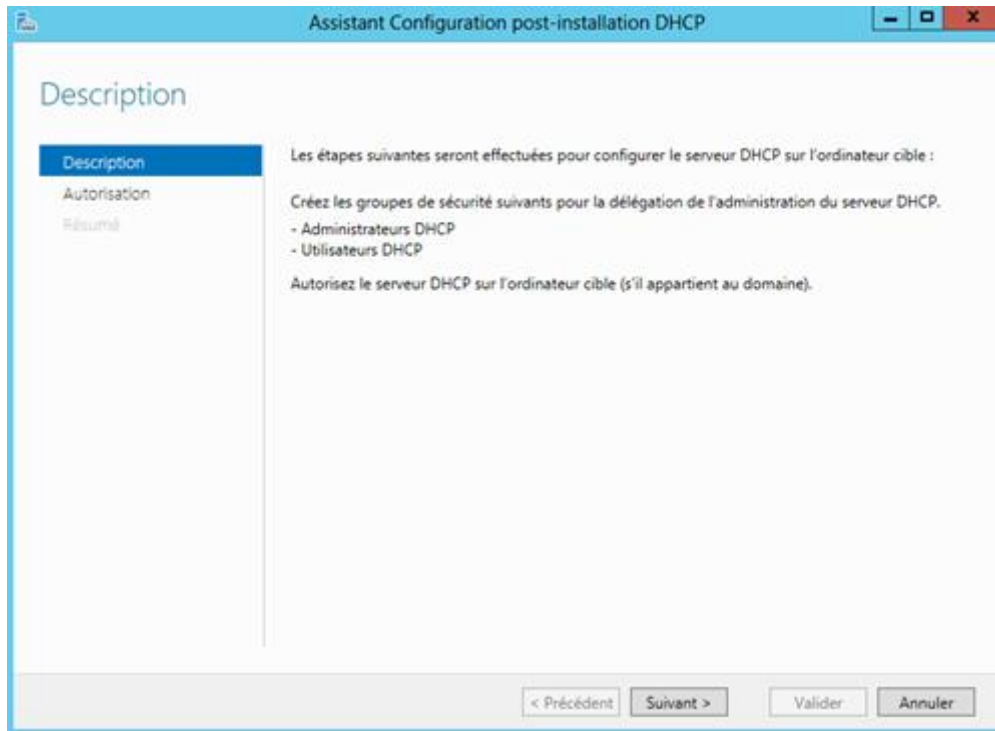 Assistant Configuration post-installation DHCP
Description
Description
Autorisation
Résumé
Les étapes suivantes seront effectuées pour configurer le serveur DHCP sur l'ordinateur cible :
Créez les groupes de sécurité suivants pour la délégation de l'administration du serveur DHCP.
- Administrateurs DHCP
- Utilisateurs DHCP
Autorisez le serveur DHCP sur l'ordinateur cible (s'il appartient au domaine).
< Précédent
Suivant >
Valider
Annuler